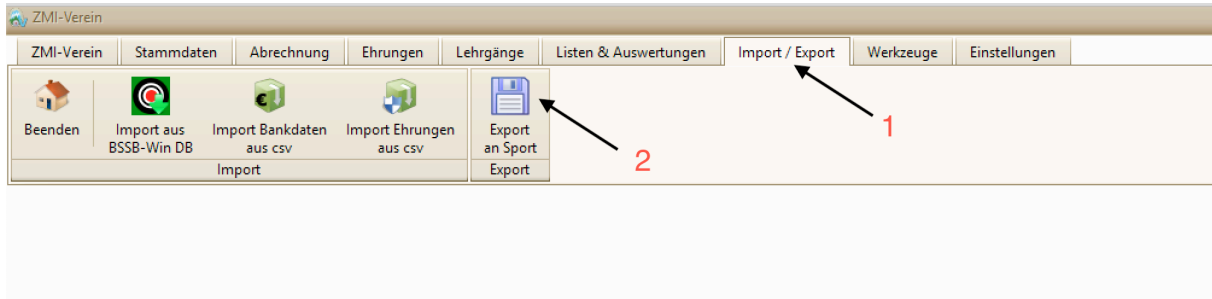 ZMI-Verein
ZMI-Verein Stammdaten Abrechnung Ehrungen Lehrgänge Listen & Auswertungen Import / Export Werkzeuge Einstellungen
1
Beenden Import aus Import Bankdaten Import Ehrungen Export
BSSB-Win DB aus csv aus csv an Sport
2
Import Export